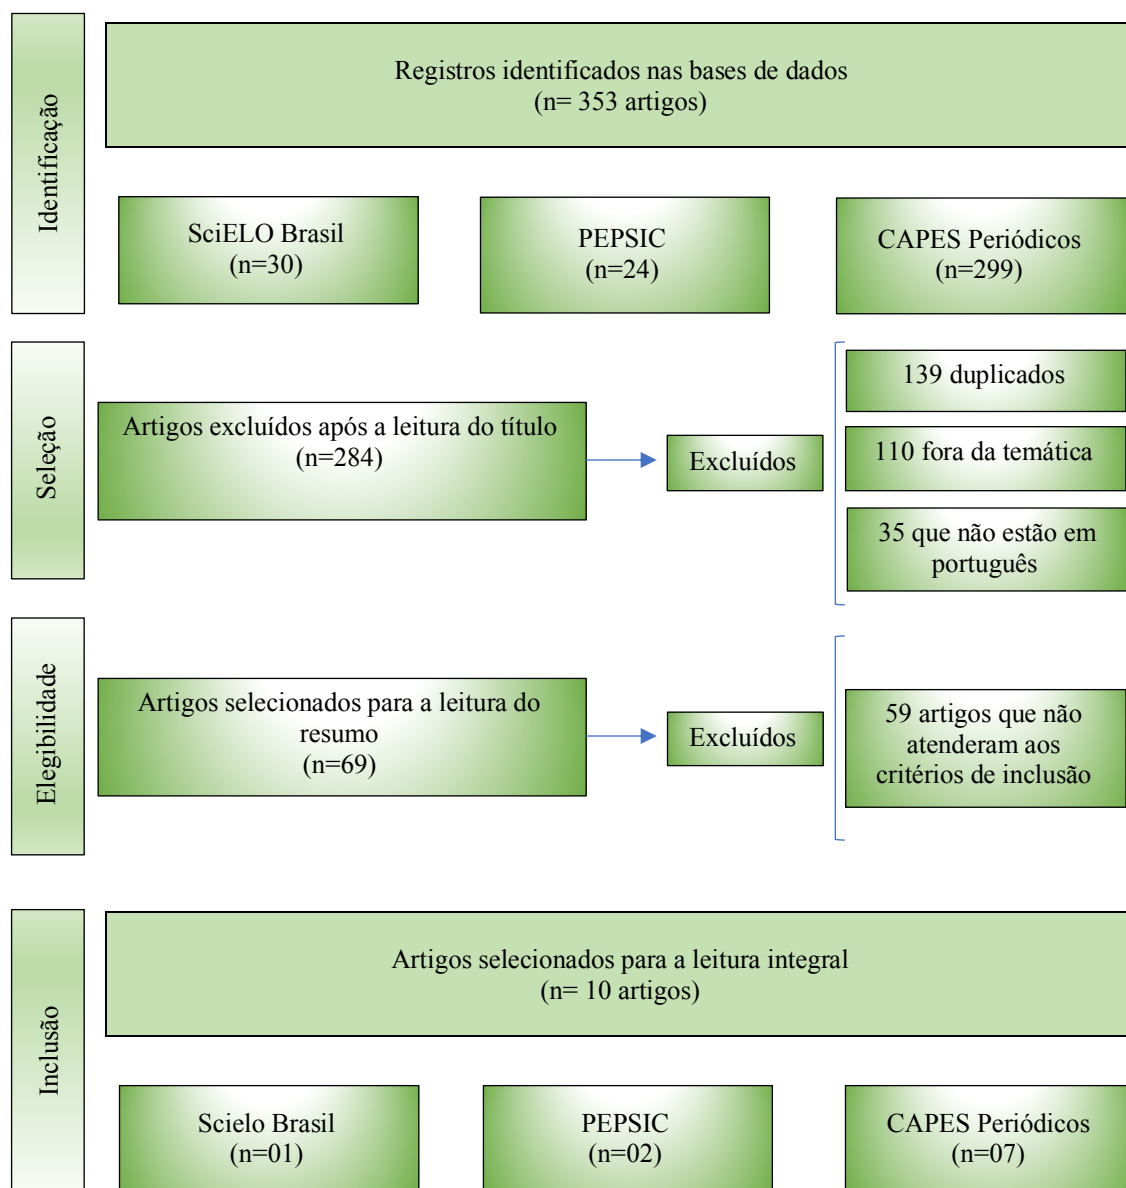 Identificação
Registros identificados nas bases de dados
(n= 353 artigos)
SciELO Brasil
(n=30)
PEPSIC
(n=24)
CAPES Periódicos
(n=299)
Seleção
Artigos excluídos após a leitura do título
(n=284)
Excluídos
139 duplicados
110 fora da temática
35 que não estão em
português
Elegibilidade
Artigos selecionados para a leitura do
resumo
(n=69)
Excluídos
59 artigos que não
atenderam aos
critérios de inclusão
Inclusão
Artigos selecionados para a leitura integral
(n= 10 artigos)
Scielo Brasil
(n=01)
PEPSIC
(n=02)
CAPES Periódicos
(n=07)